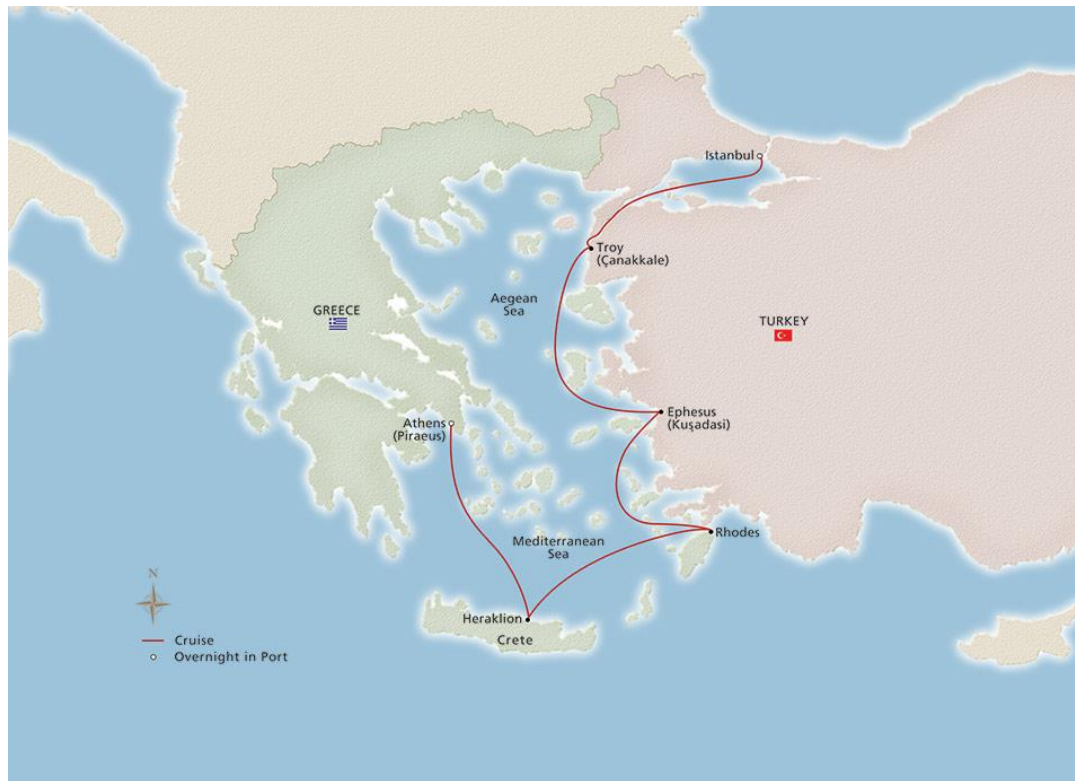 Istanbul
Troy
(Çanakkale)
Aegean
Sea
GREECE
TURKEY
Ephesus
(Kuşadasi)
Athens
(Piraeus)
Rhodes
Mediterranean
Sea
N
Heraklion
Crete
Cruise
Overnight in Port